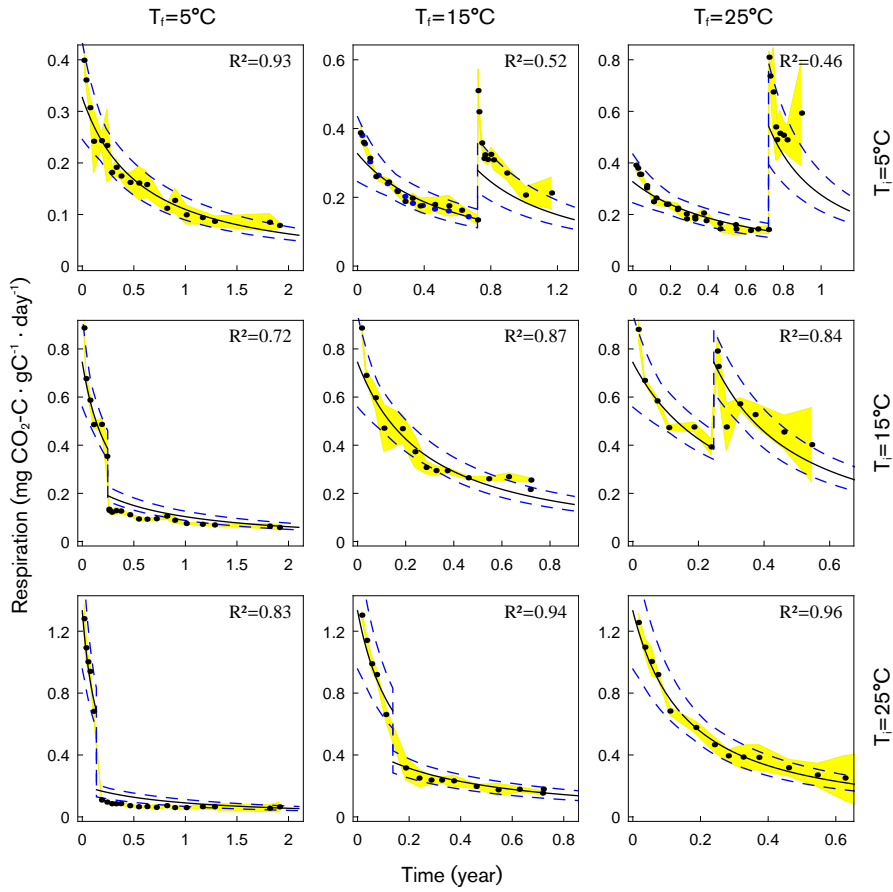 T_f=5°C T_f=15°C T_f=25°C
R²=0.93 R²=0.52 R²=0.46
0.4 0.3 0.2 0.1 0
0.6 0.4 0.2 0
0.8 0.6 0.4 0.2 0
0 0.5 1 1.5 2
0 0.4 0.8 1.2
0 0.2 0.4 0.6 0.8 1
T_i=5°C
R²=0.72 R²=0.87 R²=0.84
0.8 0.6 0.4 0.2 0
0.8 0.6 0.4 0.2 0
0.8 0.6 0.4 0.2 0
0 0.5 1 1.5 2
0 0.2 0.4 0.6 0.8
0 0.2 0.4 0.6
T_i=15°C
Respiration (mg CO₂-C · gC⁻¹ · day⁻¹)
R²=0.83 R²=0.94 R²=0.96
1.2 0.8 0.4 0
1.2 0.8 0.4 0
1.2 0.8 0.4 0
0 0.5 1 1.5 2
0 0.2 0.4 0.6 0.8
0 0.2 0.4 0.6
T_i=25°C
Time (year)